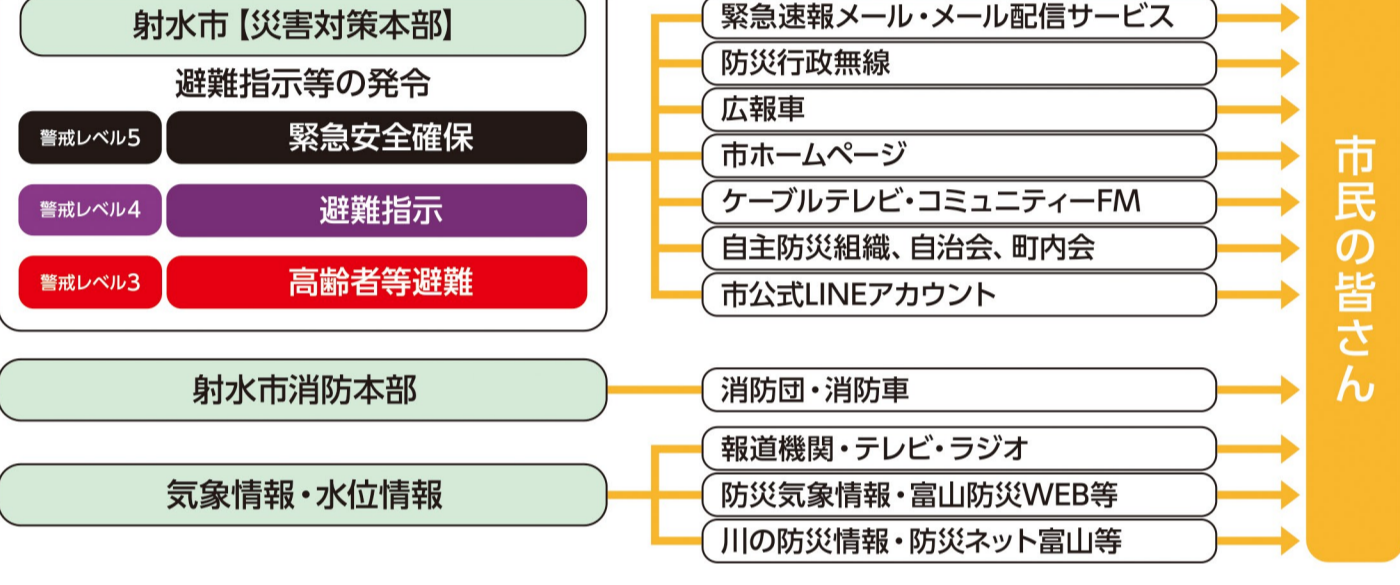 射水市【災害対策本部】
避難指示等の発令
警戒レベル5 緊急安全確保
警戒レベル4 避難指示
警戒レベル3 高齢者等避難
緊急速報メール・メール配信サービス
防災行政無線
広報車
市ホームページ
ケーブルテレビ・コミュニティーFM
自主防災組織、自治会、町内会
市公式LINEアカウント
射水市消防本部
消防団・消防車
気象情報・水位情報
報道機関・テレビ・ラジオ
防災気象情報・富山防災WEB等
川の防災情報・防災ネット富山等
市民の皆さん